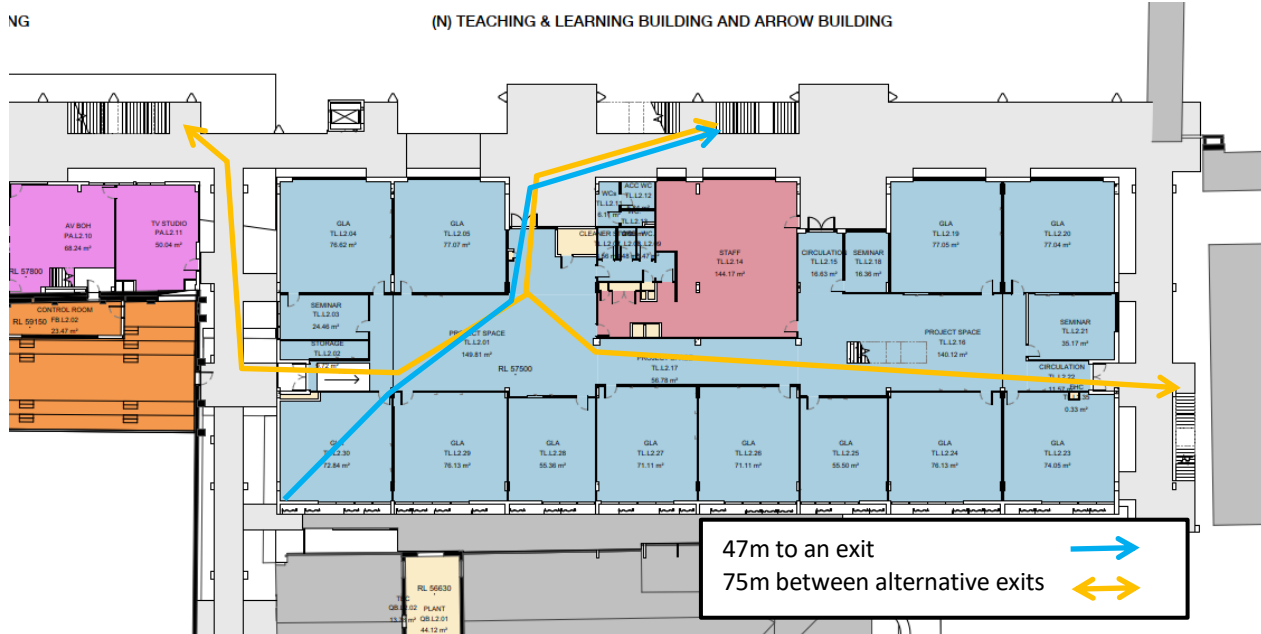 NG
(N) TEACHING & LEARNING BUILDING AND ARROW BUILDING
AV BOH
PA.L2.10
68.24 m²
TV STUDIO
PA.L2.11
50.04 m²
RL 57800
CONTROL ROOM
FB.L2.02
23.47 m²
RL 59150
GLA
TL.L2.04
76.62 m²
GLA
TL.L2.05
77.07 m²
WCs
TL.L2.11
ACC WC
TL.L2.12
STAFF
TL.L2.14
144.17 m²
CIRCULATION
TL.L2.15
16.63 m²
SEMINAR
TL.L2.18
16.36 m²
GLA
TL.L2.19
77.05 m²
GLA
TL.L2.20
77.04 m²
SEMINAR
TL.L2.03
24.46 m²
STORAGE
TL.L2.02
PROJECT SPACE
TL.L2.01
149.81 m²
RL 57500
TL.L2.17
56.78 m²
PROJECT SPACE
TL.L2.16
140.12 m²
SEMINAR
TL.L2.21
35.17 m²
CIRCULATION
TL.L2.22
0.33 m²
GLA
TL.L2.30
72.84 m²
GLA
TL.L2.29
76.13 m²
GLA
TL.L2.28
55.36 m²
GLA
TL.L2.27
71.11 m²
GLA
TL.L2.26
71.11 m²
GLA
TL.L2.25
55.50 m²
GLA
TL.L2.24
76.13 m²
GLA
TL.L2.23
74.05 m²
47m to an exit
75m between alternative exits
RL 56630
QB.L2.02
PLANT
QB.L2.01
44.12 m²